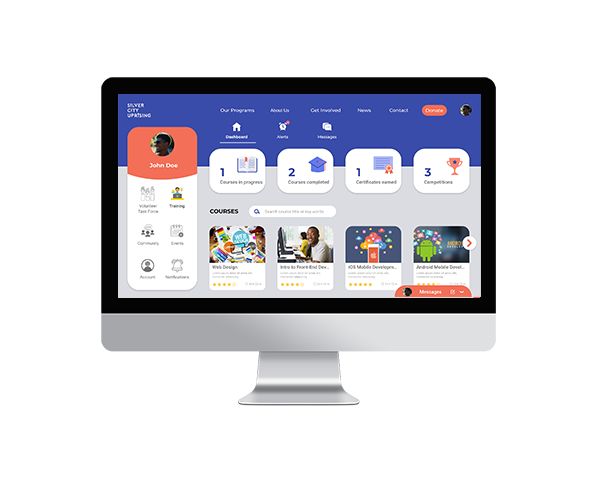 SILVER
CITY
UPRISING
Our Programs
About Us
Get Involved
News
Contact
Donate
Dashboard
Alerts
Messages
John Doe
Volunteer
Task Force
Training
Community
Events
Account
Notifications
1
Courses in progress
2
Courses completed
1
Certificates earned
3
Competitions
COURSES
Search course title or key words
Web Design
Intro to Front End Dev...
iOS Mobile Developm...
Android Mobile Devel...
Messages